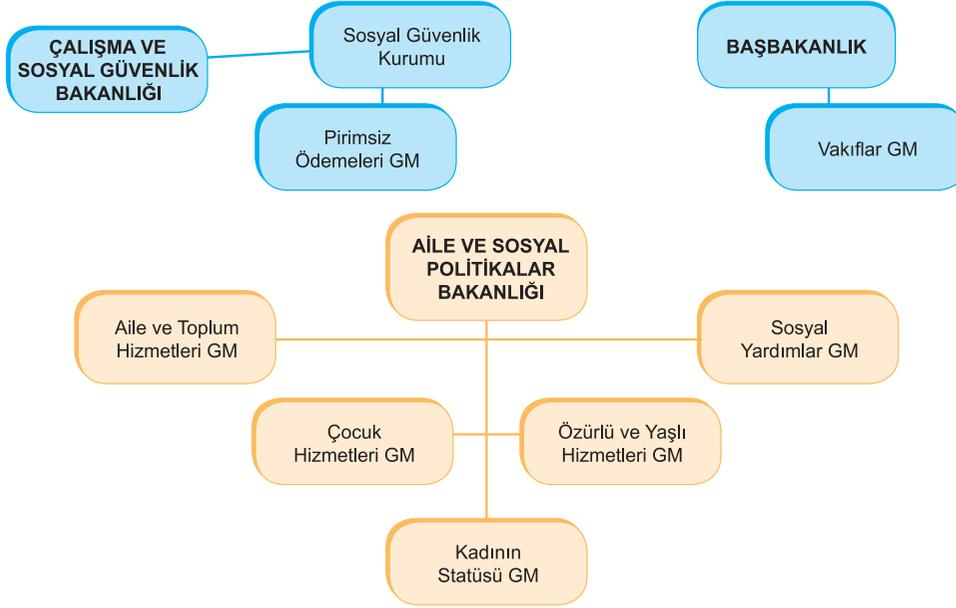 ÇALIŞMA VE
SOSYAL GÜVENLİK
BAKANLIĞI
Sosyal Güvenlik
Kurumu
Pirimsiz
Ödemeleri GM
BAŞBAKANLIK
Vakıflar GM
AİLE VE SOSYAL
POLİTİKALAR
BAKANLIĞI
Aile ve Toplum
Hizmetleri GM
Sosyal
Yardımlar GM
Çocuk
Hizmetleri GM
Özürlü ve Yaşlı
Hizmetleri GM
Kadının
Statüsü GM